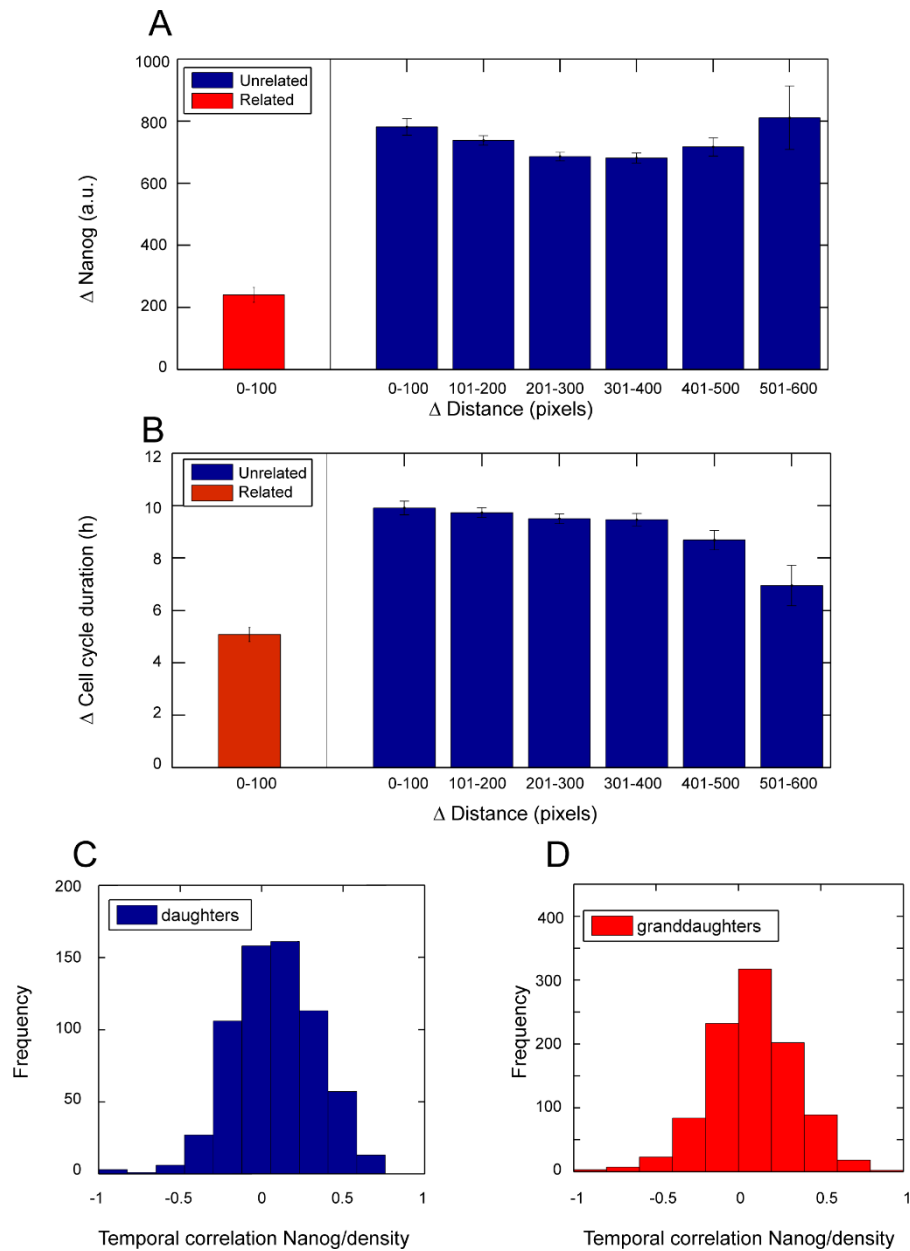 A
1000
800
600
400
200
0
Δ Nanog (a.u.)
Unrelated
Related
0-100
0-100 101-200 201-300 301-400 401-500 501-600
Δ Distance (pixels)
B
12
10
8
6
4
2
0
Δ Cell cycle duration (h)
Unrelated
Related
0-100
0-100 101-200 201-300 301-400 401-500 501-600
Δ Distance (pixels)
C
200
150
100
50
0
Frequency
daughters
-1 -0.5 0 0.5 1
Temporal correlation Nanog/density
D
400
300
200
100
0
Frequency
granddaughters
-1 -0.5 0 0.5 1
Temporal correlation Nanog/density